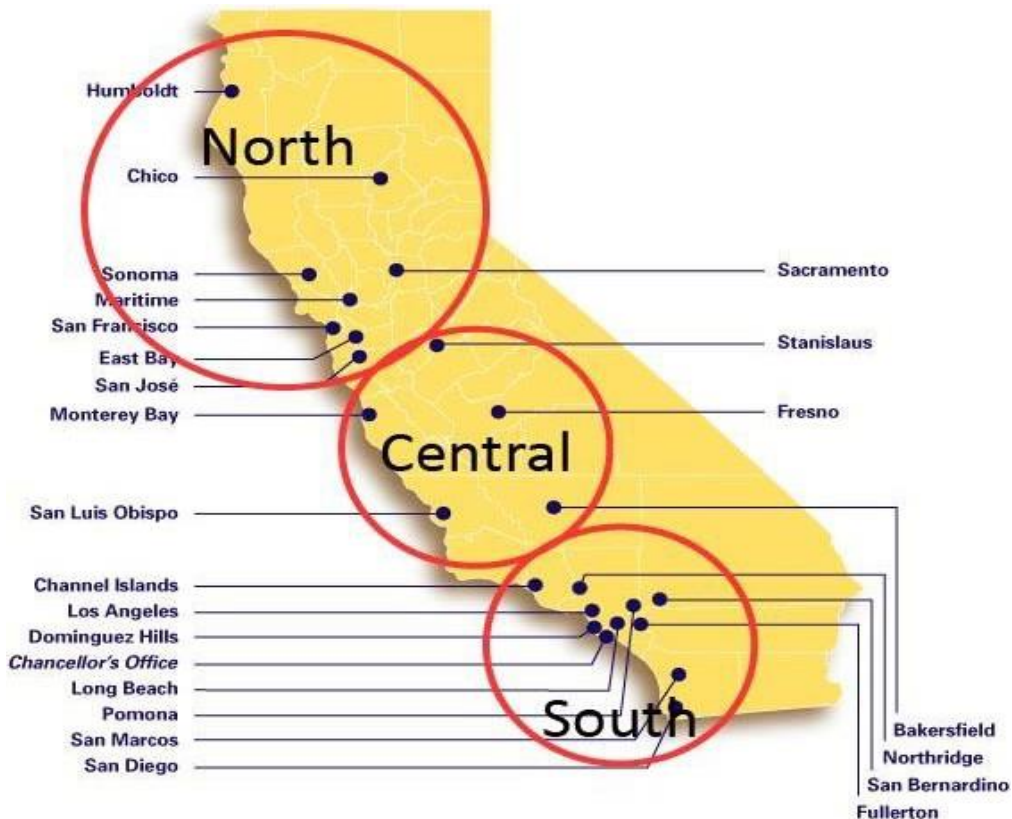 Humboldt
North
Chico
Sonoma
Sacramento
Maritime
San Francisco
East Bay
Stanislaus
San José
Monterey Bay
Fresno
Central
San Luis Obispo
Channel Islands
Los Angeles
Dominguez Hills
Chancellor's Office
Long Beach
Pomona
South
San Marcos
San Diego
Bakersfield
Northridge
San Bernardino
Fullerton